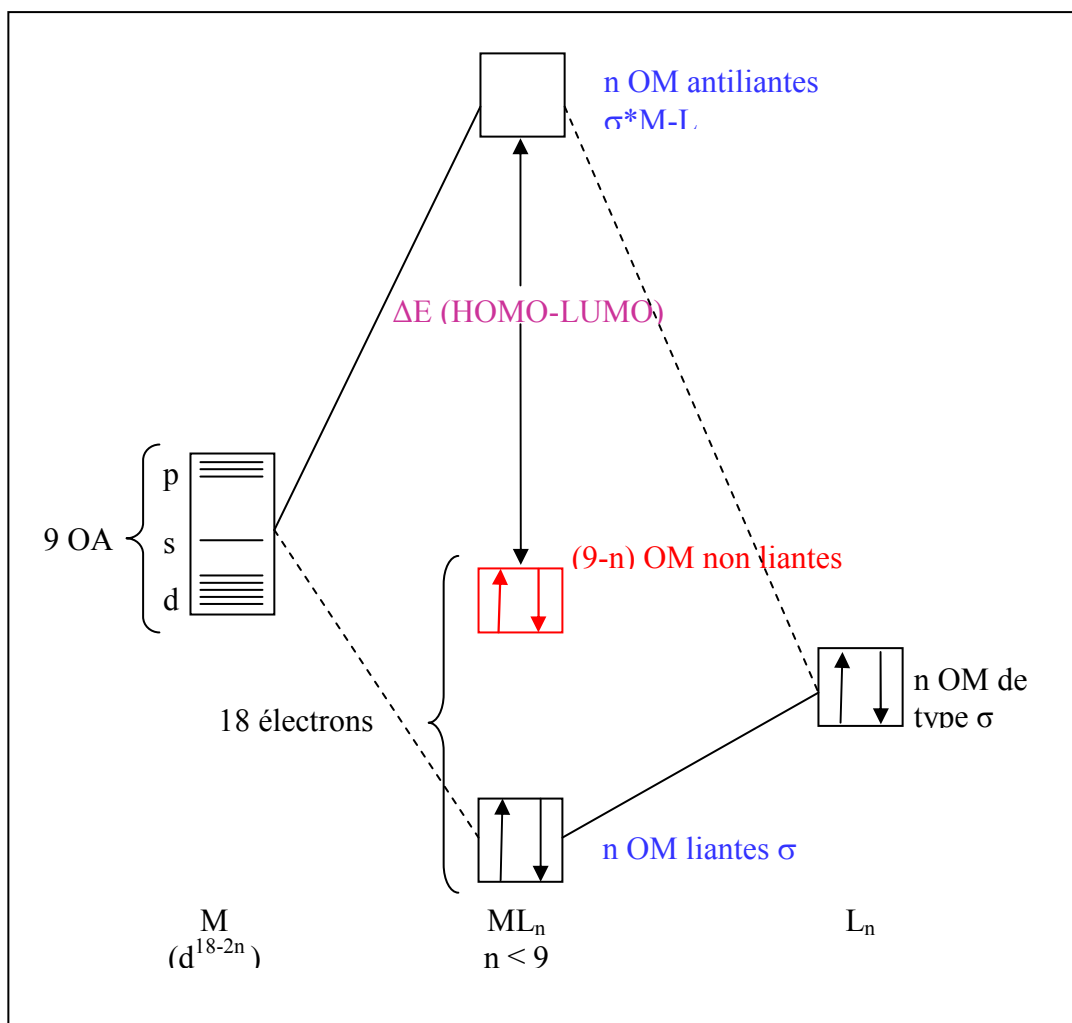 n OM antiliantes
σ*M-L
ΔE (HOMO-LUMO)
p
9 OA
s
d
(9-n) OM non liantes
18 électrons
n OM de
type σ
n OM liantes σ
M
(d¹⁸⁻²ⁿ)
MLₙ
n < 9
Lₙ